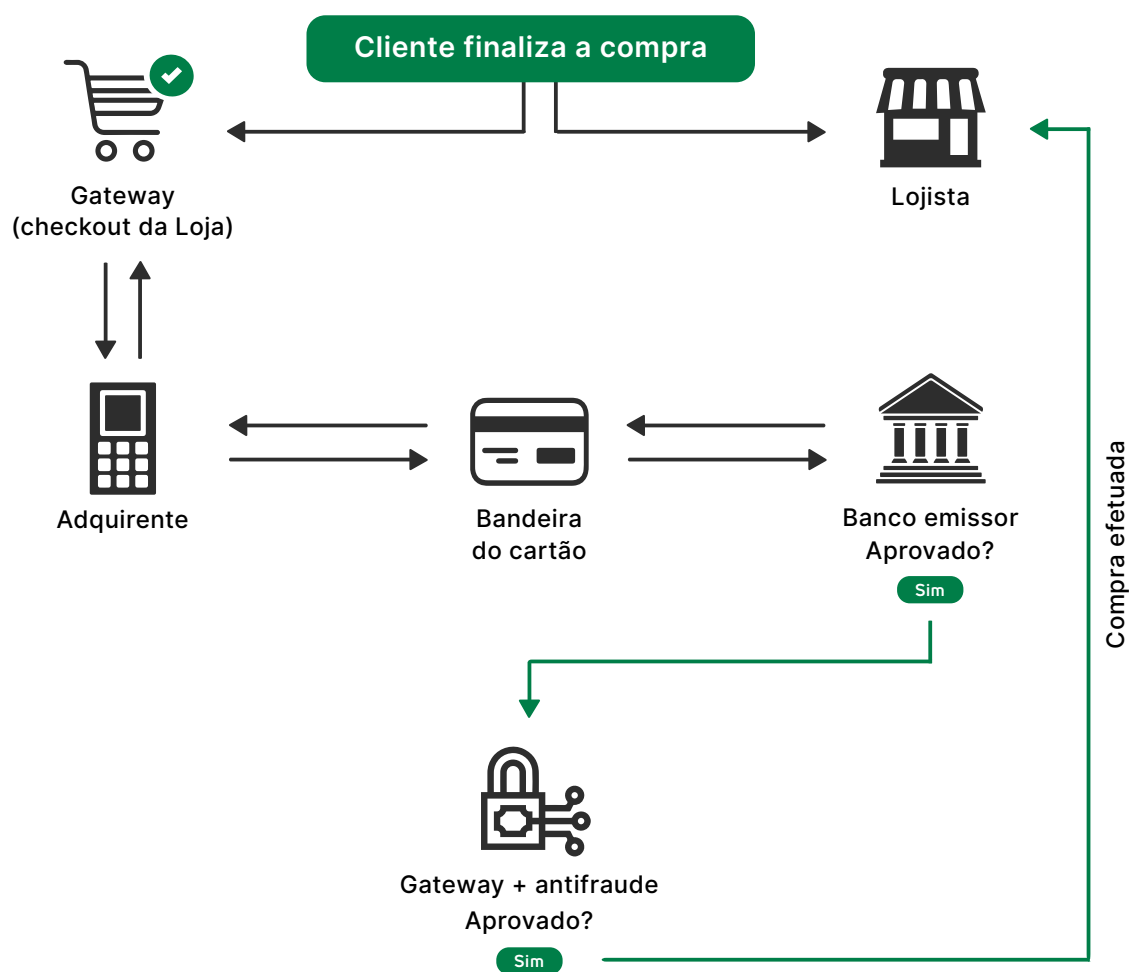 Cliente finaliza a compra
Gateway
(checkout da Loja)
Lojista
Adquirente
Bandeira
do cartão
Banco emissor
Aprovado?
Sim
Compra efetuada
Gateway + antifraude
Aprovado?
Sim